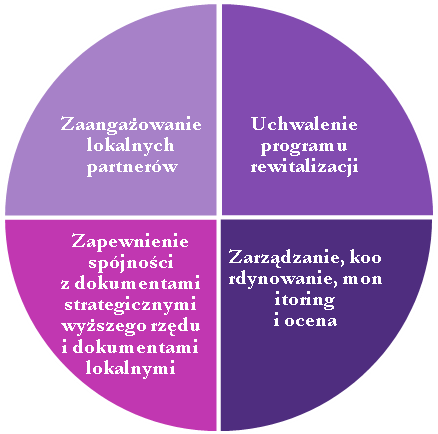 Zaangażowanie
lokalnych
partnerów
Uchwalenie
programu
rewitalizacji
Zapewnienie
spójności
z dokumentami
strategicznymi
wyższego rzędu
i dokumentami
lokalnymi
Zarządzanie, koo
rdynowanie, mon
itoring
i ocena